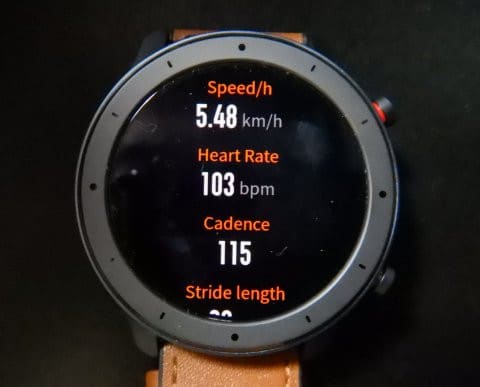 Speed/h
5.48 km/h
Heart Rate
103 bpm
Cadence
115
Stride length